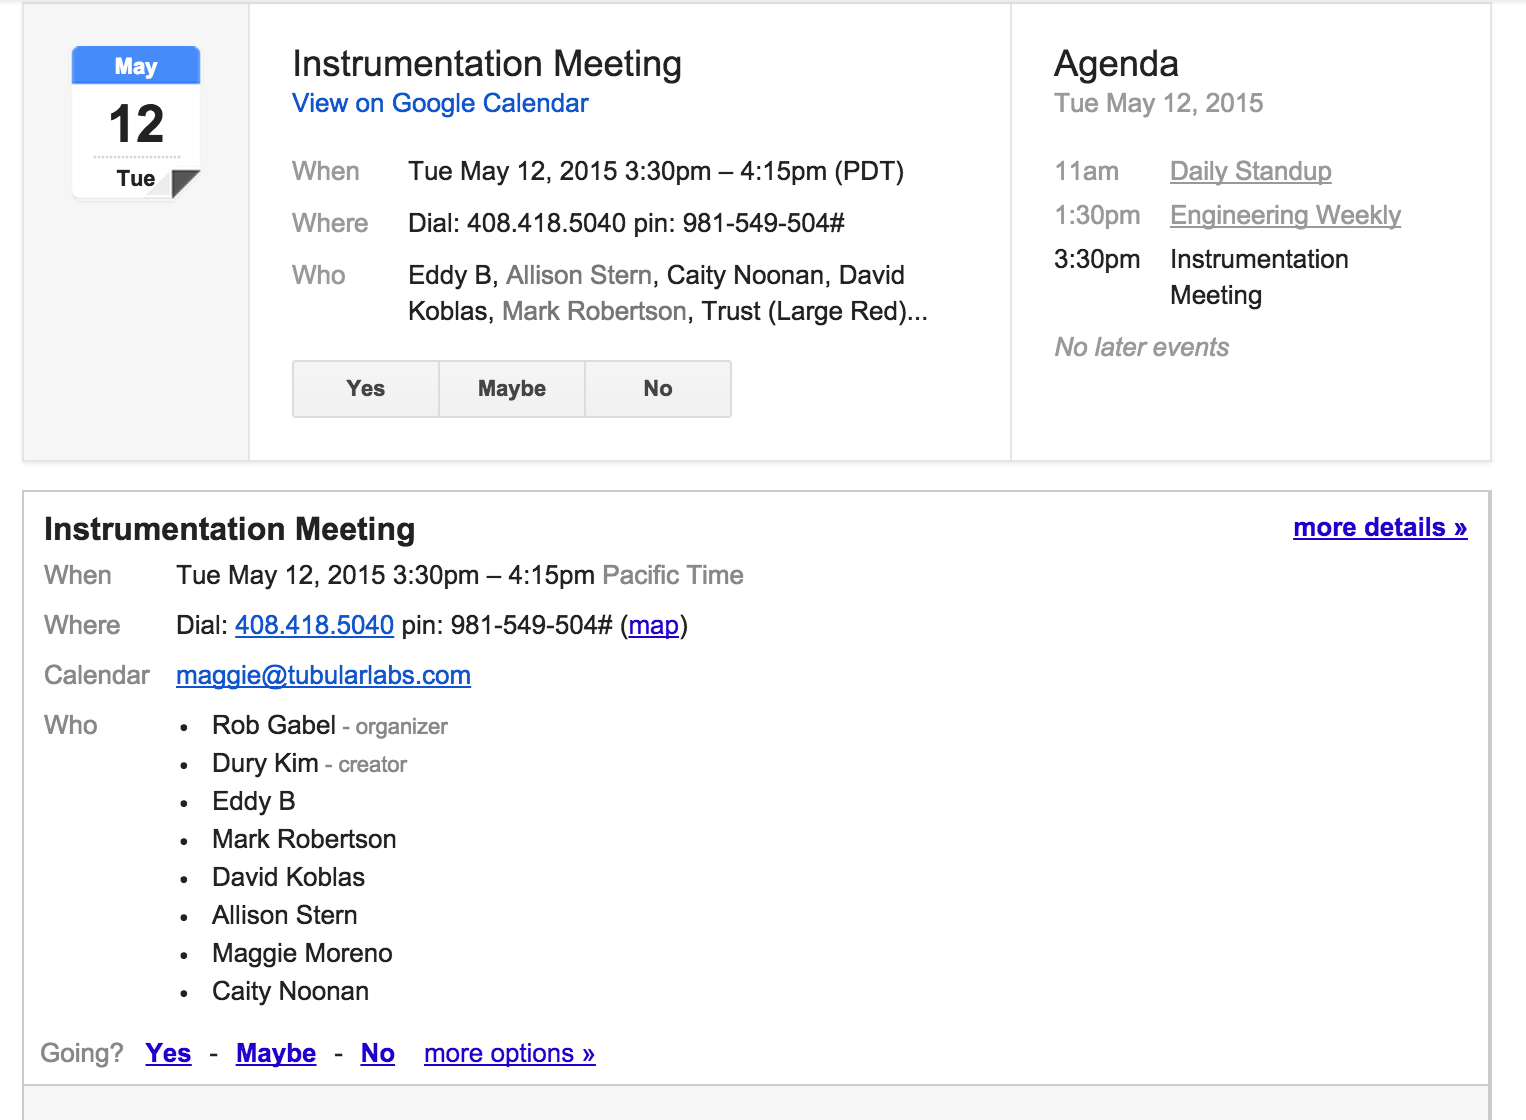 May
12
Tue
Instrumentation Meeting
View on Google Calendar
When Tue May 12, 2015 3:30pm – 4:15pm (PDT)
Where Dial: 408.418.5040 pin: 981-549-504#
Who Eddy B, Allison Stern, Caity Noonan, David
Koblas, Mark Robertson, Trust (Large Red)...
Yes Maybe No
Agenda
Tue May 12, 2015
11am Daily Standup
1:30pm Engineering Weekly
3:30pm Instrumentation
Meeting
No later events
Instrumentation Meeting
more details »
When Tue May 12, 2015 3:30pm – 4:15pm Pacific Time
Where Dial: 408.418.5040 pin: 981-549-504# (map)
Calendar maggie@tubularlabs.com
Who • Rob Gabel - organizer
• Dury Kim - creator
• Eddy B
• Mark Robertson
• David Koblas
• Allison Stern
• Maggie Moreno
• Caity Noonan
Going? Yes - Maybe - No more options »